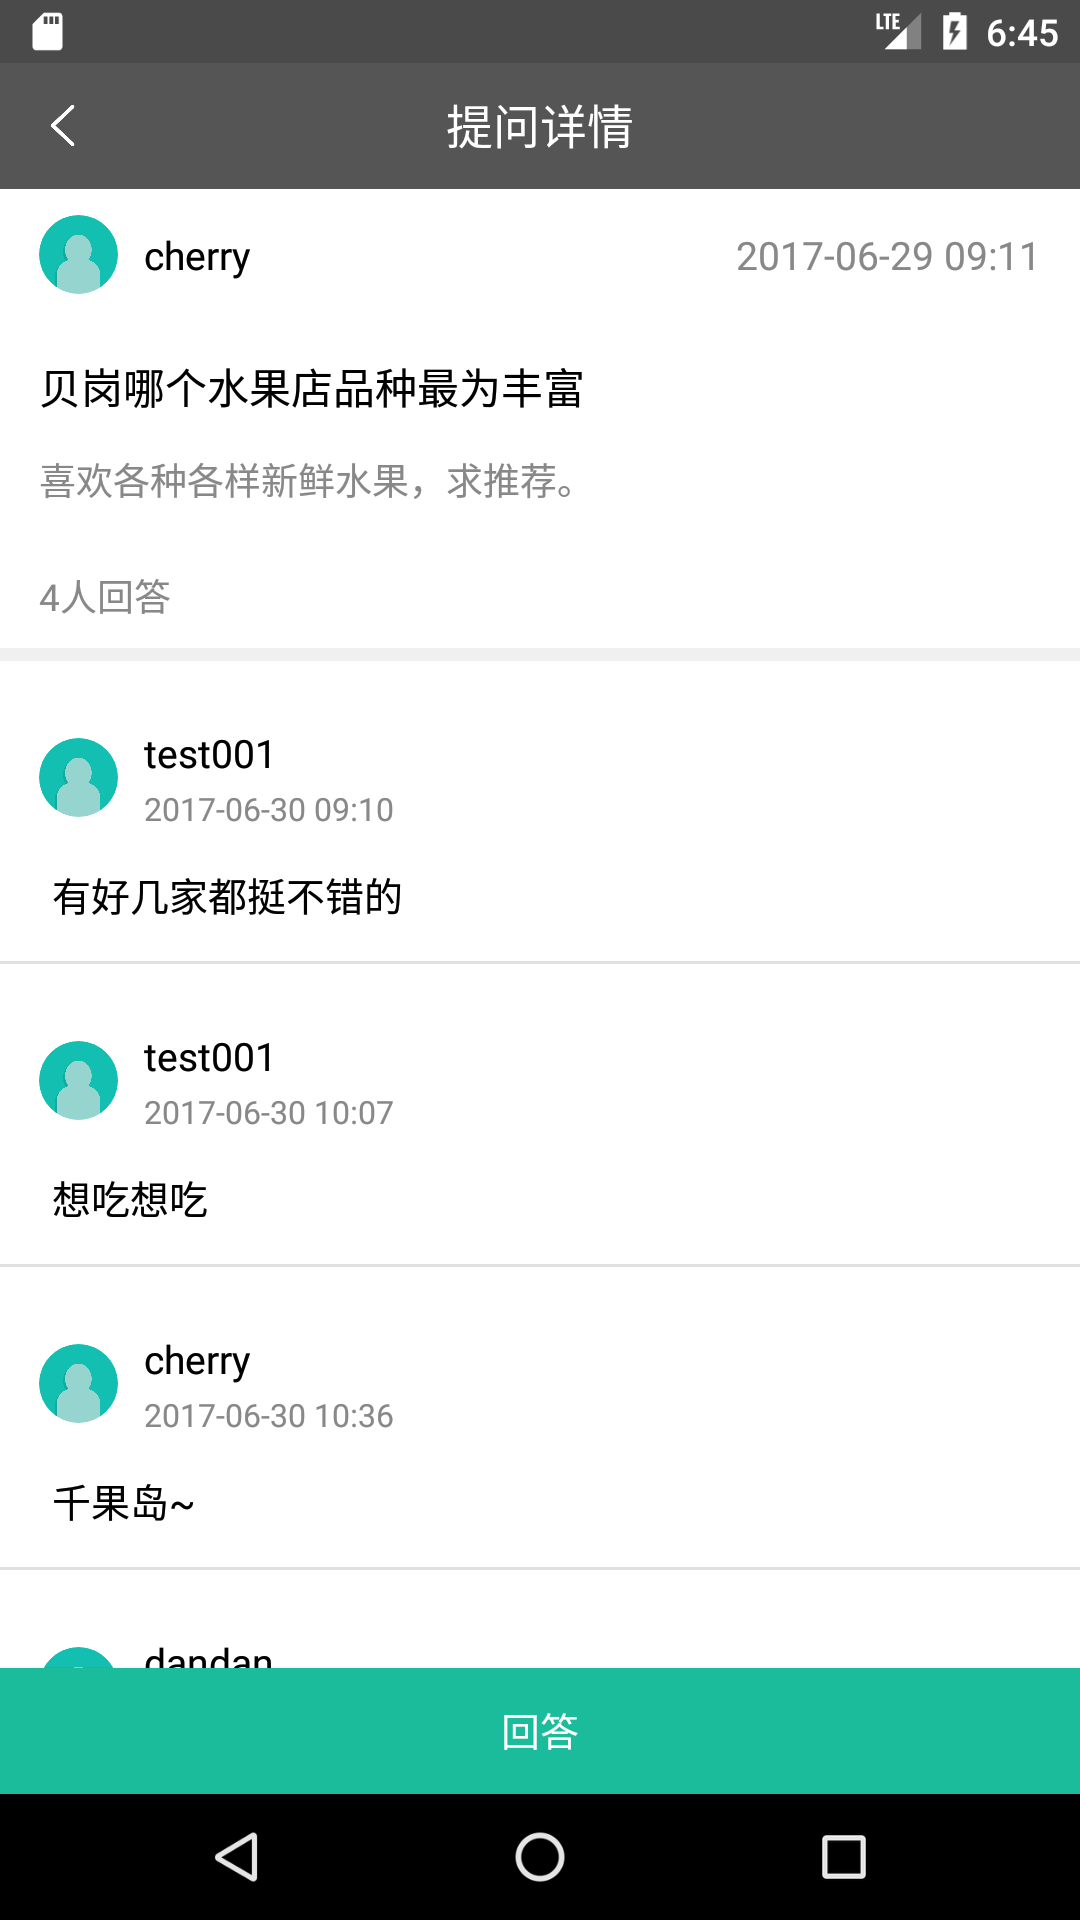 LTE 6:45
提问详情
cherry 2017-06-29 09:11
贝岗哪个水果店品种最为丰富
喜欢各种各样新鲜水果，求推荐。
4人回答
test001
2017-06-30 09:10
有好几家都挺不错的
test001
2017-06-30 10:07
想吃想吃
cherry
2017-06-30 10:36
千果岛~
dandan
回答